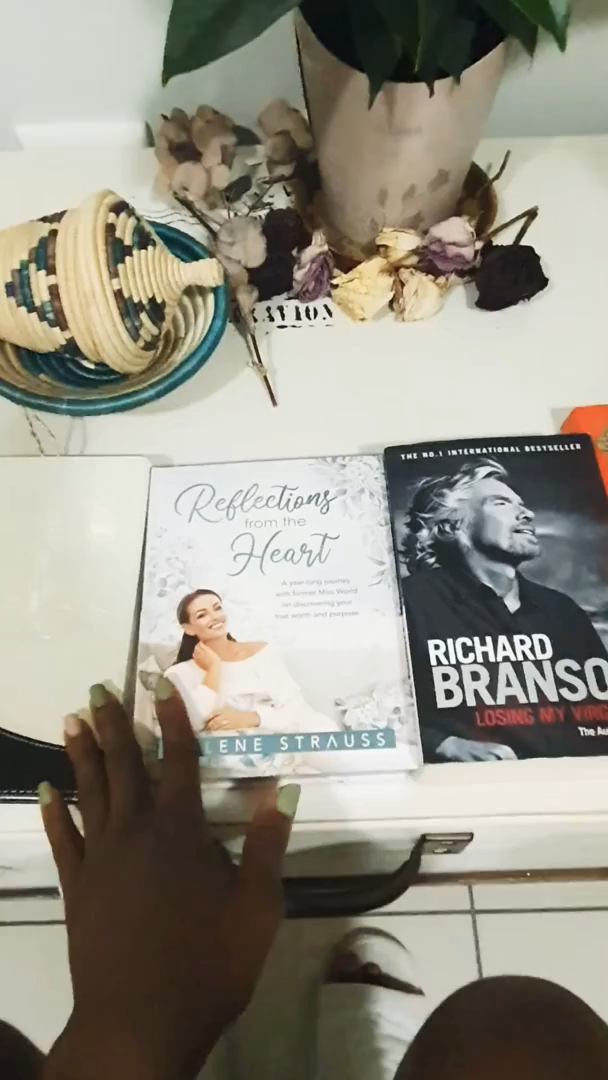 AVION
Reflections
from the
Heart
A year-long journey
with former Miss World
on discovering your
true worth and purpose
LENE STRAUSS
THE NO.1 INTERNATIONAL BESTSELLER
RICHARD
BRANSO
LOSING MY VIRG
The Au